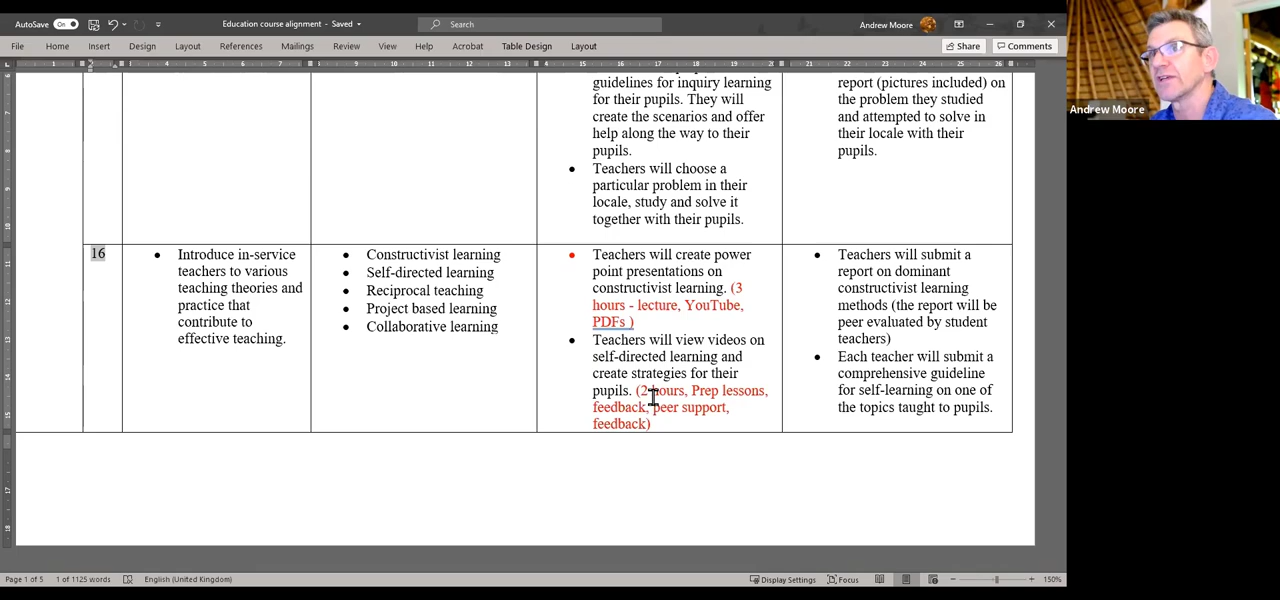 AutoSave On Education course alignment - Saved Search Andrew Moore
File Home Insert Design Layout References Mailings Review View Help Acrobat Table Design Layout Share Comments
Andrew Moore
guidelines for inquiry learning
for their pupils. They will
create the scenarios and offer
help along the way to their
pupils.
Teachers will choose a
particular problem in their
locale, study and solve it
together with their pupils.
report (pictures included) on
the problem they studied
and attempted to solve in
their locale with their
pupils.
16
Introduce in-service
teachers to various
teaching theories and
practice that
contribute to
effective teaching.
Constructivist learning
Self-directed learning
Reciprocal teaching
Project based learning
Collaborative learning
Teachers will create power
point presentations on
constructivist learning. (3
hours - lecture, YouTube,
PDFs )
Teachers will view videos on
self-directed learning and
create strategies for their
pupils. (2 hours, Prep lessons,
feedback, peer support,
feedback)
Teachers will submit a
report on dominant
constructivist learning
methods (the report will be
peer evaluated by student
teachers)
Each teacher will submit a
comprehensive guideline
for self-learning on one of
the topics taught to pupils.
Page 1 of 5 1 of 1125 words English (United Kingdom) Display Settings Focus 150%